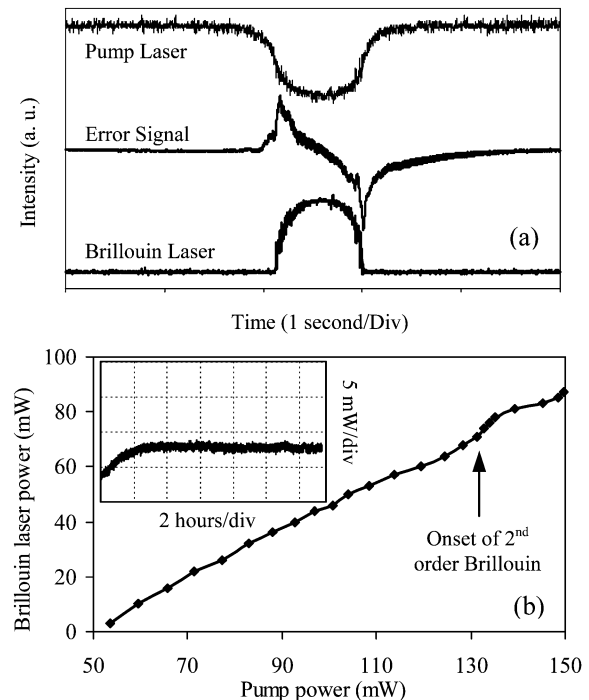 Pump Laser
Error Signal
Brillouin Laser
(a)
Intensity (a. u.)
Time (1 second/Div)
100
80
60
40
20
0
Brillouin laser power (mW)
5 mW/div
2 hours/div
Onset of 2nd
order Brillouin
(b)
50
70
90
110
130
150
Pump power (mW)